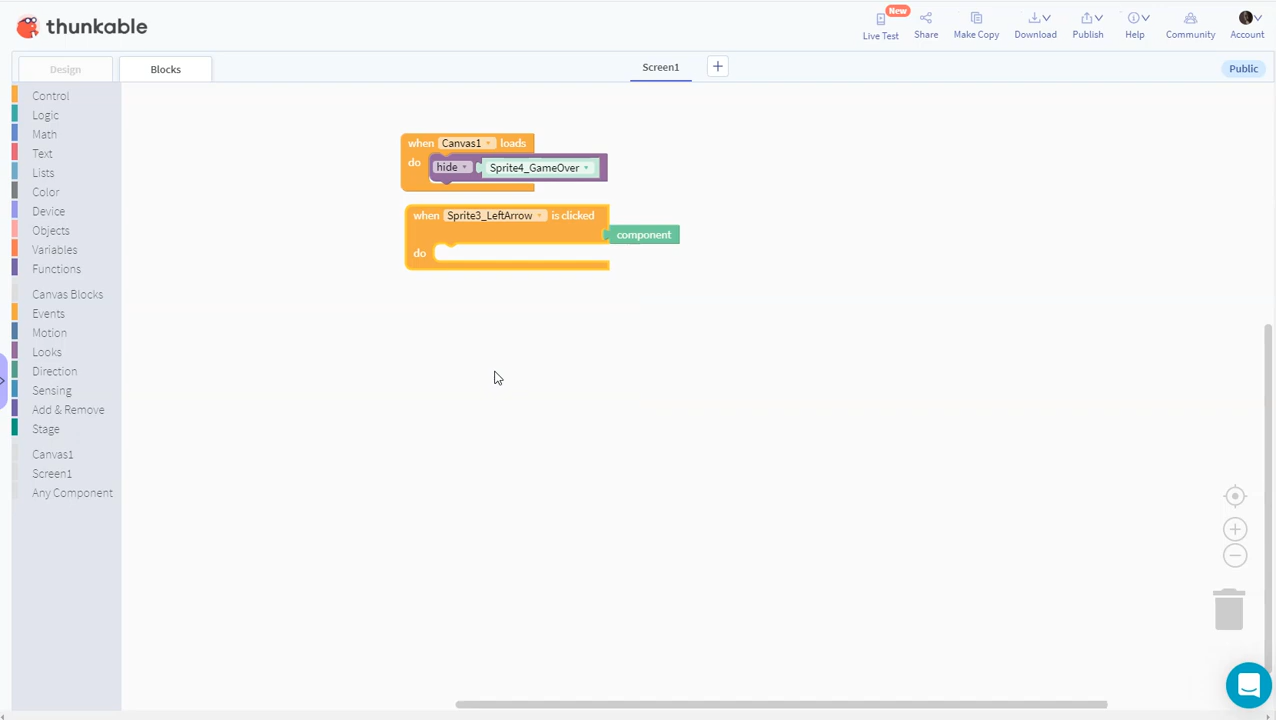 thunkable
New
Live Test
Share
Make Copy
Download
Publish
Help
Community
Account
Design
Blocks
Screen1
+
Public
Control
Logic
Math
Text
Lists
Color
Device
Objects
Variables
Functions
Canvas Blocks
Events
Motion
Looks
Direction
Sensing
Add & Remove
Stage
Canvas1
Screen1
Any Component
when Canvas1 loads
do hide Sprite4_GameOver
when Sprite3_LeftArrow is clicked
component
do